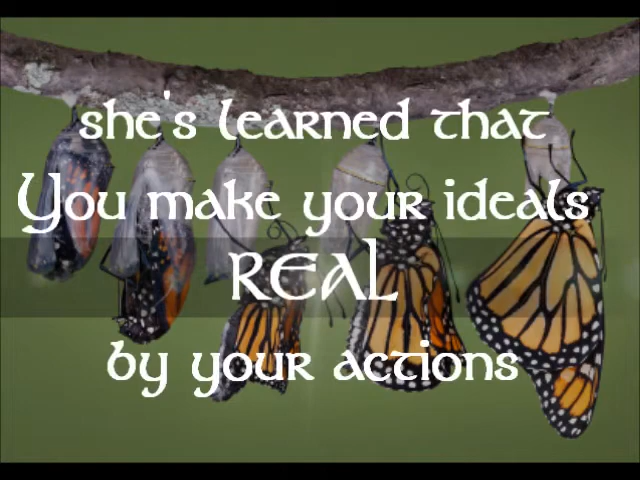 she's learned that
You make your ideals
REAL
by your actions